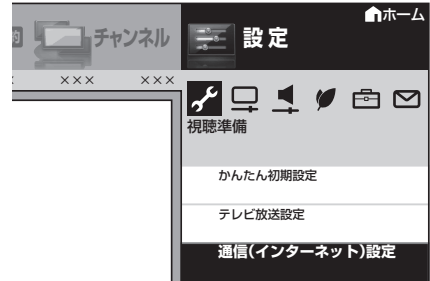 ホーム
チャンネル
設定
××× ×××
視聴準備
かんたん初期設定
テレビ放送設定
通信(インターネット)設定